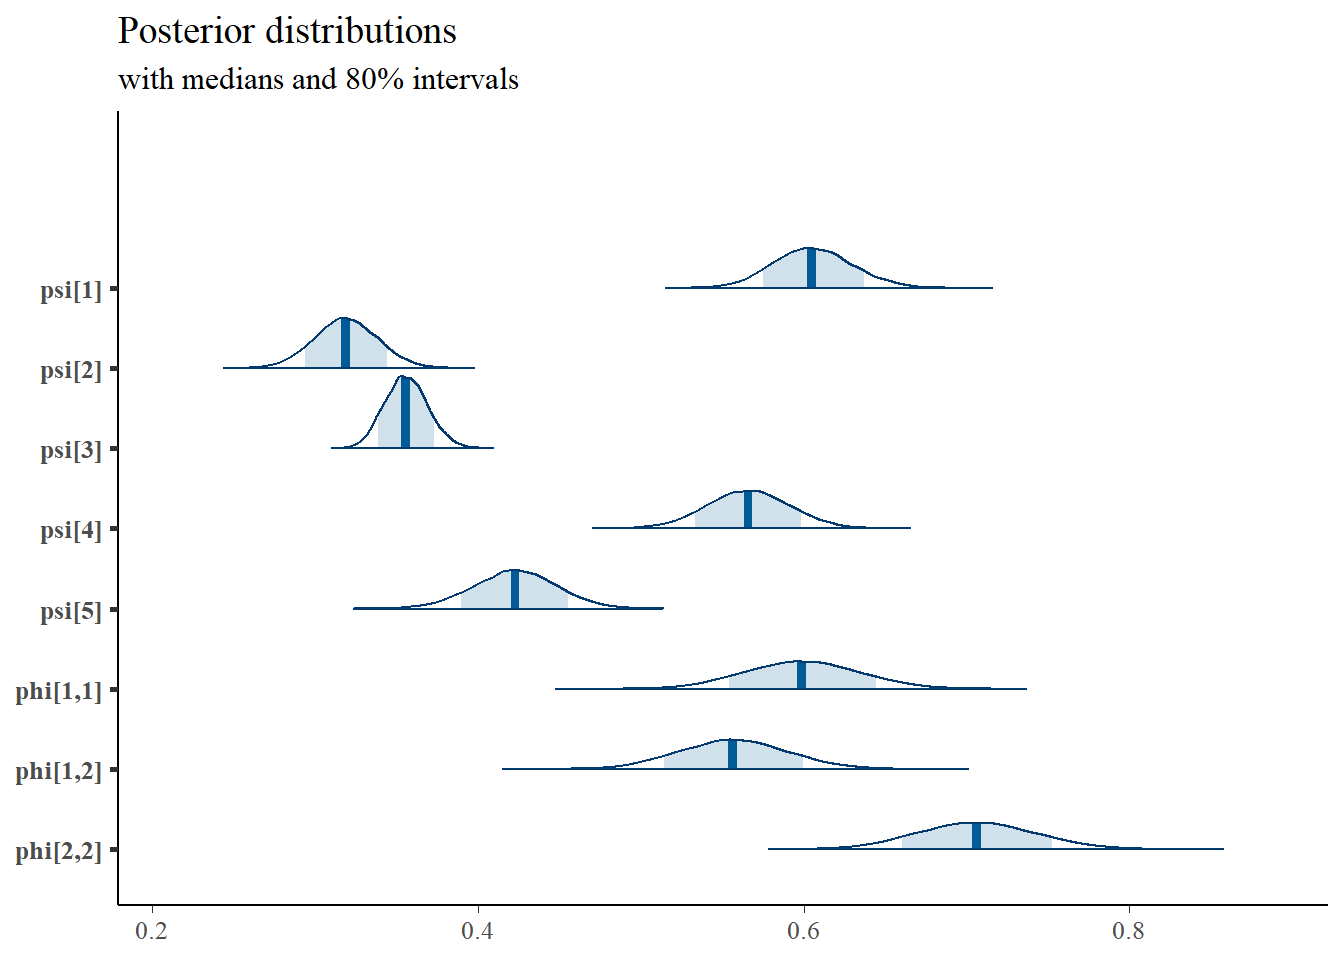 Posterior distributions
with medians and 80% intervals
psi[1]
psi[2]
psi[3]
psi[4]
psi[5]
phi[1,1]
phi[1,2]
phi[2,2]
0.2 0.4 0.6 0.8